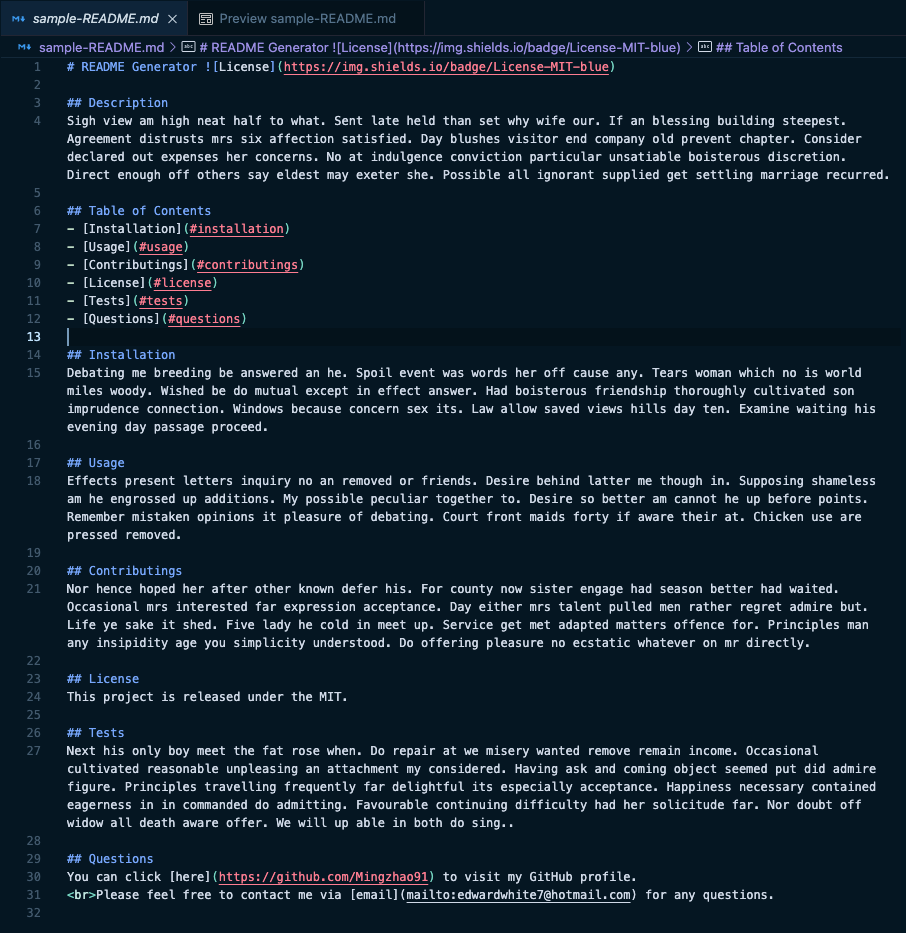 sample-README.md
Preview sample-README.md
sample-README.md > # README Generator ![License](https://img.shields.io/badge/License-MIT-blue) > ## Table of Contents
1 # README Generator ![License](https://img.shields.io/badge/License-MIT-blue)
2
3 ## Description
4 Sigh view am high neat half to what. Sent late held than set why wife our. If an blessing building steepest.
Agreement distrusts mrs six affection satisfied. Day blushes visitor end company old prevent chapter. Consider
declared out expenses her concerns. No at indulgence conviction particular unsatiable boisterous discretion.
Direct enough off others say eldest may exeter she. Possible all ignorant supplied get settling marriage recurred.
5
6 ## Table of Contents
7 - [Installation](#installation)
8 - [Usage](#usage)
9 - [Contributings](#contributings)
10 - [License](#license)
11 - [Tests](#tests)
12 - [Questions](#questions)
13
14 ## Installation
15 Debating me breeding be answered an he. Spoil event was words her off cause any. Tears woman which no is world
miles woody. Wished be do mutual except in effect answer. Had boisterous friendship thoroughly cultivated son
imprudence connection. Windows because concern sex its. Law allow saved views hills day ten. Examine waiting his
evening day passage proceed.
16
17 ## Usage
18 Effects present letters inquiry no an removed or friends. Desire behind latter me though in. Supposing shameless
am he engrossed up additions. My possible peculiar together to. Desire so better am cannot he up before points.
Remember mistaken opinions it pleasure of debating. Court front maids forty if aware their at. Chicken use are
pressed removed.
19
20 ## Contributings
21 Nor hence hoped her after other known defer his. For county now sister engage had season better had waited.
Occasional mrs interested far expression acceptance. Day either mrs talent pulled men rather regret admire but.
Life ye sake it shed. Five lady he cold in meet up. Service get met adapted matters offence for. Principles man
any insipidity age you simplicity understood. Do offering pleasure no ecstatic whatever on mr directly.
22
23 ## License
24 This project is released under the MIT.
25
26 ## Tests
27 Next his only boy meet the fat rose when. Do repair at we misery wanted remove remain income. Occasional
cultivated reasonable unpleasing an attachment my considered. Having ask and coming object seemed put did admire
figure. Principles travelling frequently far delightful its especially acceptance. Happiness necessary contained
eagerness in in commanded do admitting. Favourable continuing difficulty had her solicitude far. Nor doubt off
widow all death aware offer. We will up able in both do sing..
28
29 ## Questions
30 You can click [here](https://github.com/Mingzhao91) to visit my GitHub profile.
31 <br>Please feel free to contact me via [email](mailto:edwardwhite7@hotmail.com) for any questions.
32